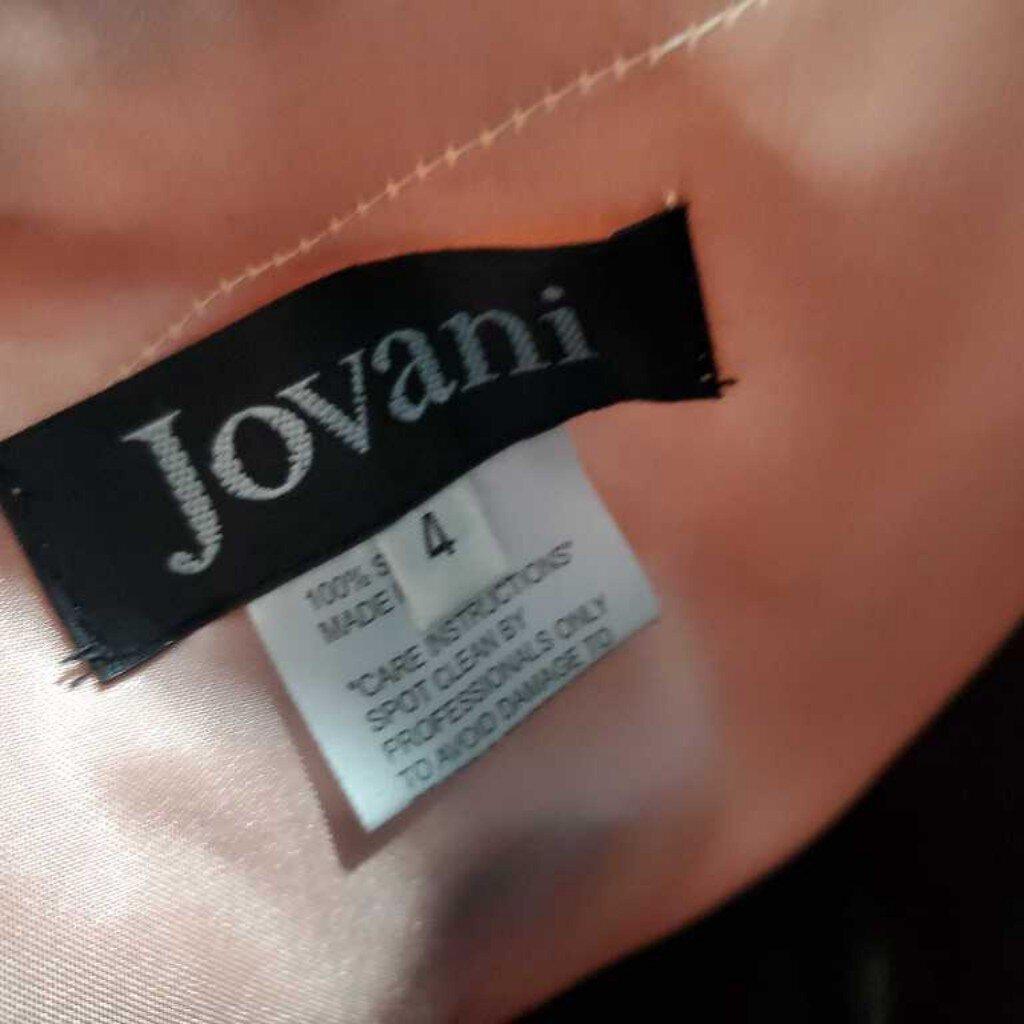 Jovani
4
100% S
MADE I
"CARE INSTRUCTIONS"
SPOT CLEAN BY
PROFESSIONALS ONLY
TO AVOID DAMAGE TO